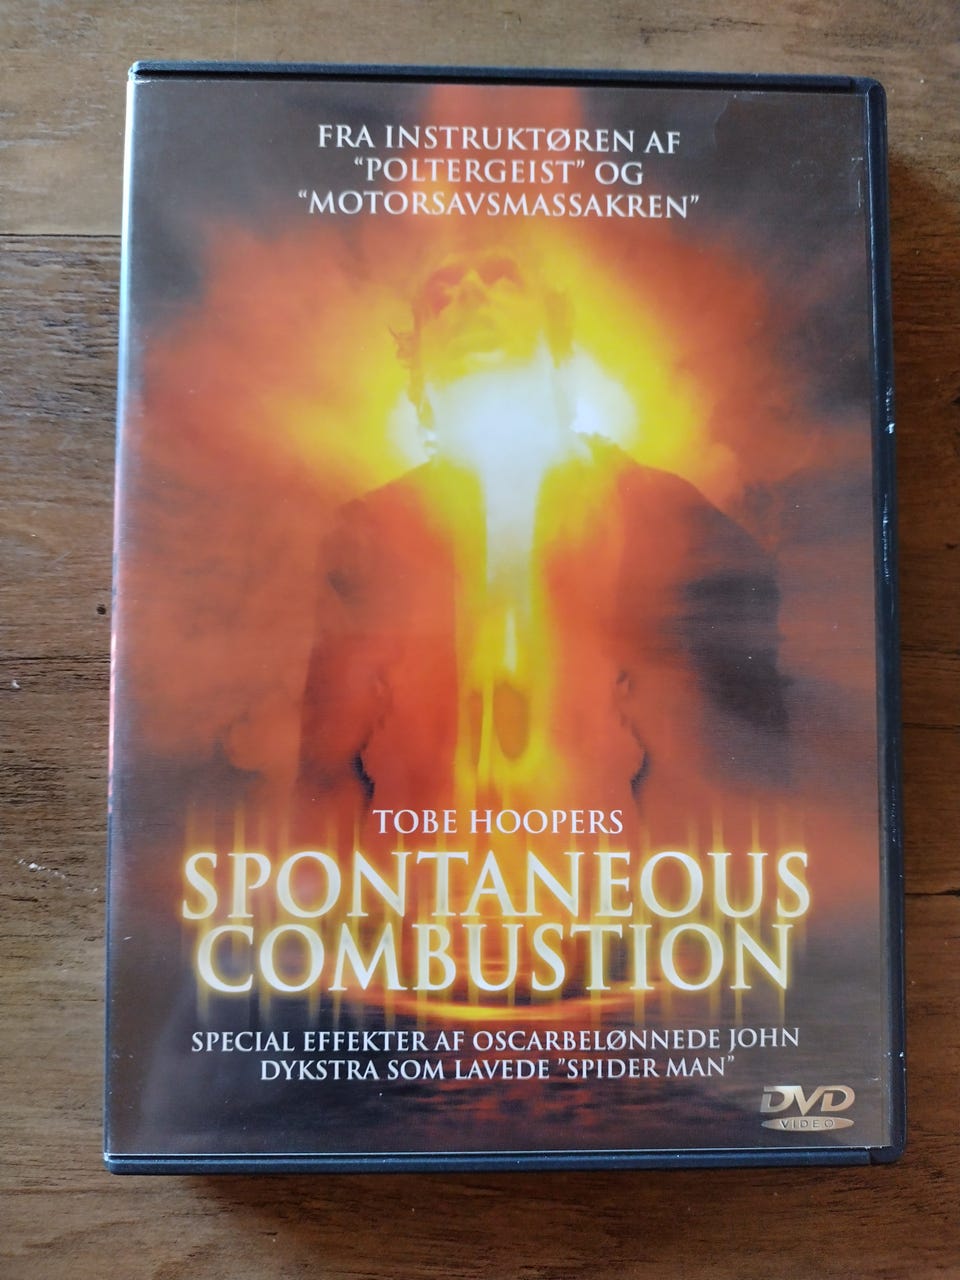 FRA INSTRUKTØREN AF
“POLTERGEIST” OG
“MOTORSAVSMASSAKREN”
TOBE HOOPERS
SPONTANEOUS
COMBUSTION
SPECIAL EFFEKTER AF OSCARBELØNNEDE JOHN
DYKSTRA SOM LAVEDE ”SPIDER MAN”
DVD
VIDEO